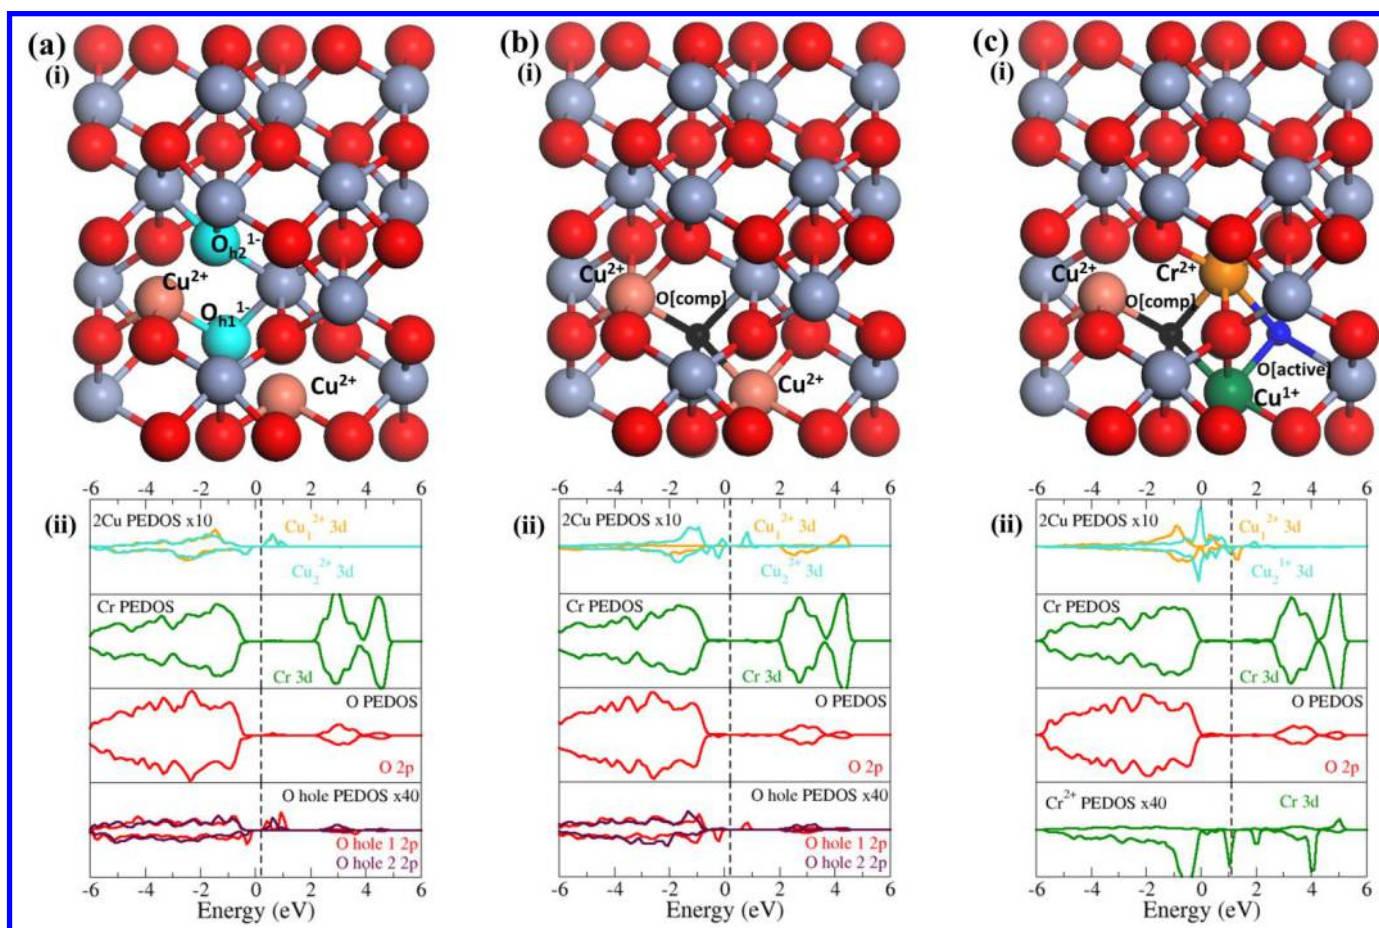 (a)
(i)
O_h2^1-
Cu^2+
O_h1^1-
Cu^2+
(ii)
-6 -4 -2 0 2 4 6
2Cu PEDOS x10
Cu_1^2+ 3d
Cu_2^2+ 3d
Cr PEDOS
Cr 3d
O PEDOS
O 2p
O hole PEDOS x40
O hole 1 2p
O hole 2 2p
-6 -4 -2 0 2 4 6
Energy (eV)
(b)
(i)
Cu^2+
O[comp]
Cu^2+
(ii)
-6 -4 -2 0 2 4 6
2Cu PEDOS x10
Cu_1^2+ 3d
Cu_2^2+ 3d
Cr PEDOS
Cr 3d
O PEDOS
O 2p
O hole PEDOS x40
O hole 1 2p
O hole 2 2p
-6 -4 -2 0 2 4 6
Energy (eV)
(c)
(i)
Cu^2+
Cr^2+
O[comp]
O[active]
Cu^1+
(ii)
-6 -4 -2 0 2 4 6
2Cu PEDOS x10
Cu_1^2+ 3d
Cu_2^1+ 3d
Cr PEDOS
Cr 3d
O PEDOS
O 2p
Cr^2+ PEDOS x40
Cr 3d
-6 -4 -2 0 2 4 6
Energy (eV)